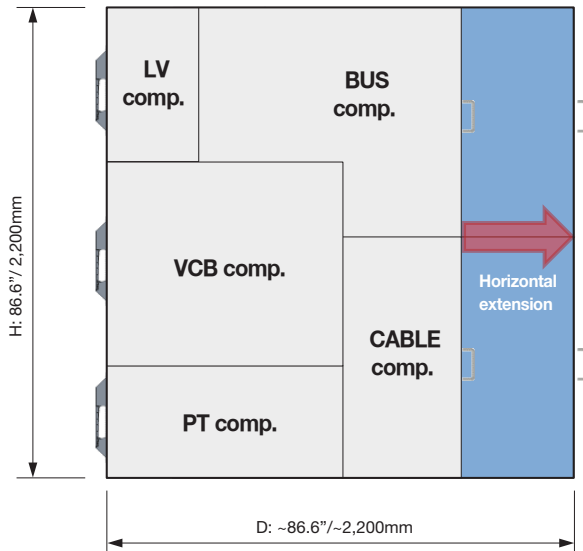 LV
comp.
BUS
comp.
H: 86.6”/ 2,200mm
VCB comp.
Horizontal
extension
CABLE
comp.
PT comp.
D: ~86.6”/~2,200mm